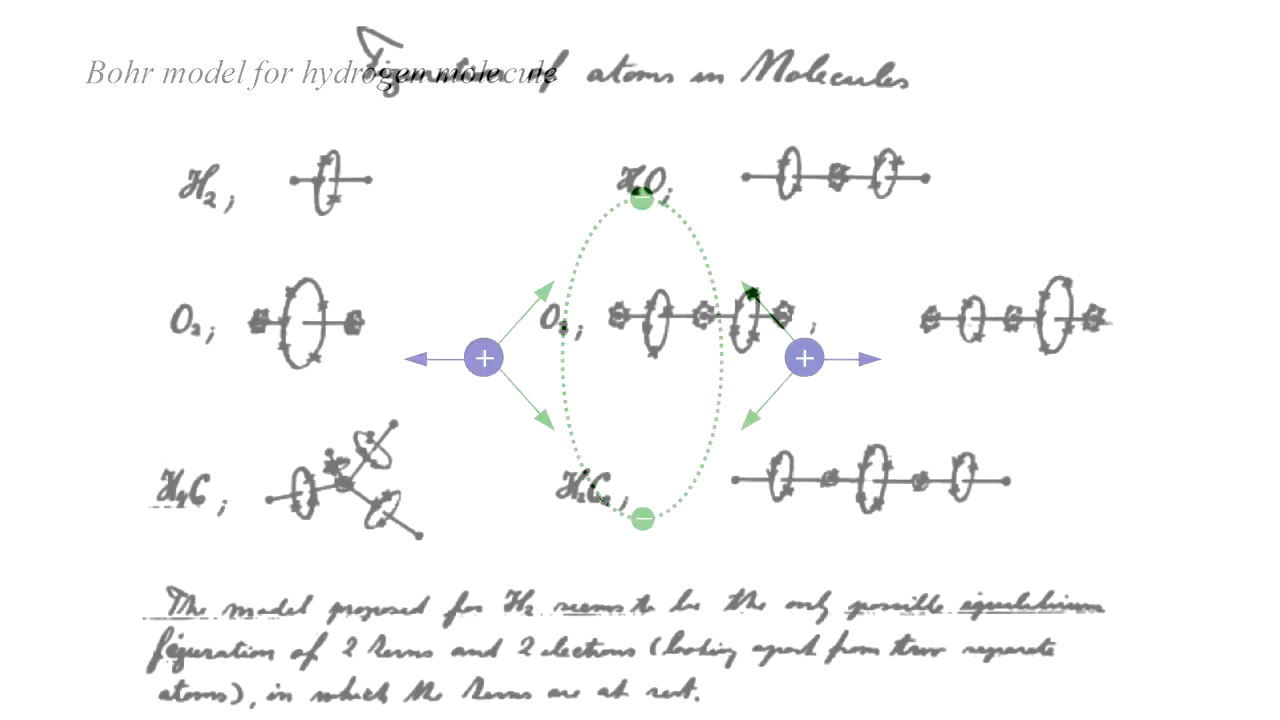 Bohr model for hydrogen molecule
Figuration of atoms in Molecules
H₂;
O₂;
O₃;
;
H₄C;
H₂C₂;
+
+
−
−
The model proposed for H₂ seems to be the only possible equilibrium
figuration of 2 kerns and 2 electrons (looking apart from two separate
atoms), in which the kerns are at rest.